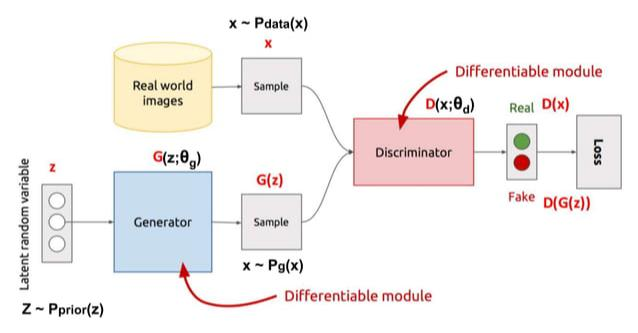 x ~ Pdata(x)
x
Real world
images
Sample
Differentiable module
D(x;θd)
Real D(x)
Discriminator
Loss
Fake D(G(z))
Latent random variable
z
G(z;θg)
Generator
G(z)
Sample
x ~ Pg(x)
Differentiable module
Z ~ Pprior(z)